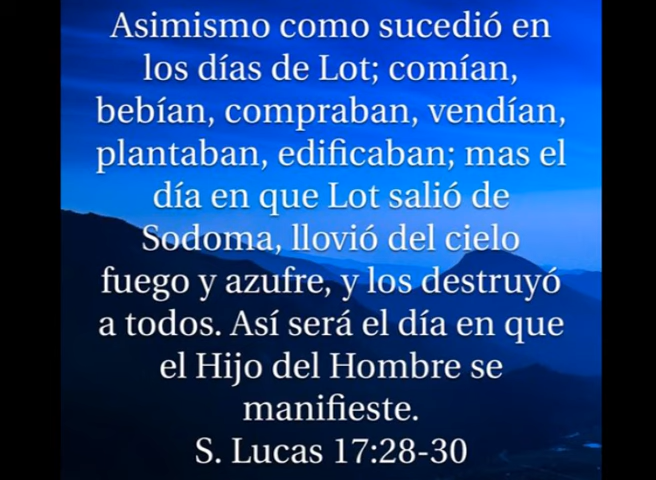 Asimismo como sucedió en
los días de Lot; comían,
bebían, compraban, vendían,
plantaban, edificaban; mas el
día en que Lot salió de
Sodoma, llovió del cielo
fuego y azufre, y los destruyó
a todos. Así será el día en que
el Hijo del Hombre se
manifieste.
S. Lucas 17:28-30